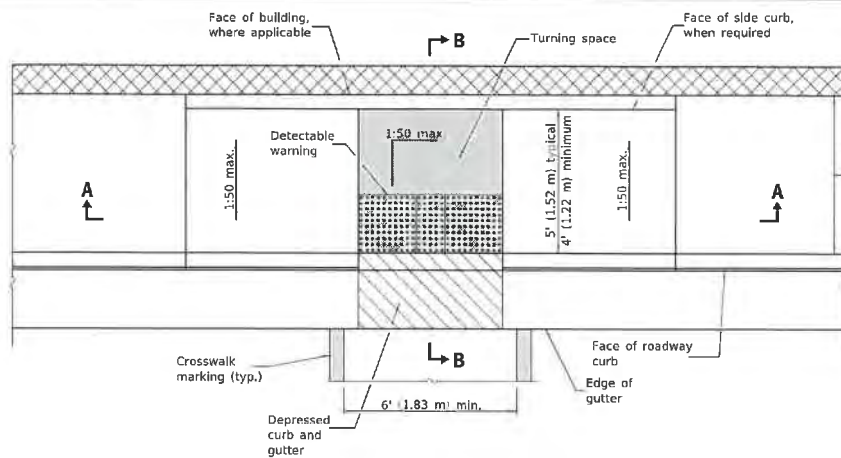 Face of building,
where applicable
B
Turning space
Face of side curb,
when required
Detectable
warning
1:50 max
1:50 max.
5' (1.52 m) typical
4' (1.22 m) minimum
1:50 max.
A
A
Crosswalk
marking (typ.)
B
Face of roadway
curb
Edge of
gutter
6' (1.83 m) min.
Depressed
curb and
gutter